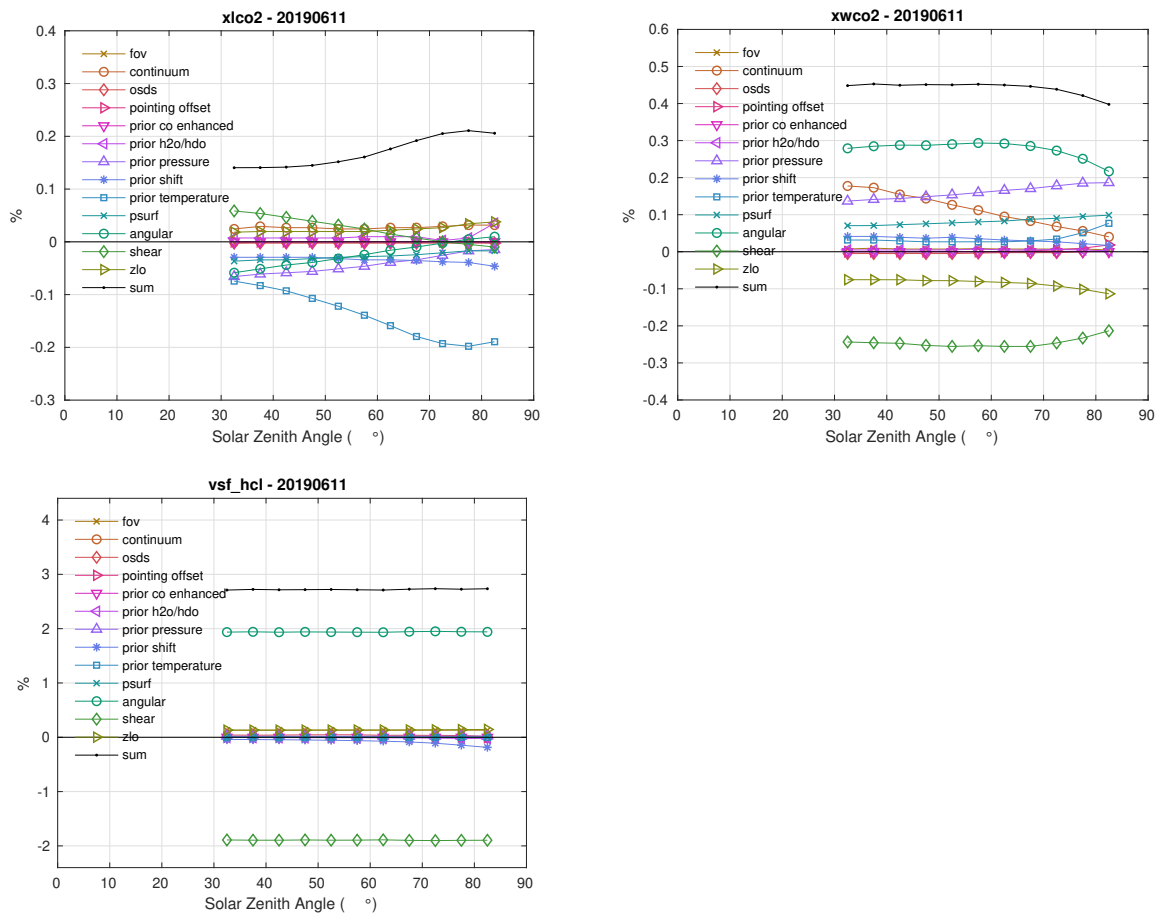 xlco2 - 20190611
0.4
0.3
0.2
0.1
0
-0.1
-0.2
-0.3
%
fov
continuum
osds
pointing offset
prior co enhanced
prior h2o/hdo
prior pressure
prior shift
prior temperature
psurf
angular
shear
zlo
sum
0 10 20 30 40 50 60 70 80 90
Solar Zenith Angle ( °)
xwco2 - 20190611
0.6
0.5
0.4
0.3
0.2
0.1
0
-0.1
-0.2
-0.3
-0.4
%
fov
continuum
osds
pointing offset
prior co enhanced
prior h2o/hdo
prior pressure
prior shift
prior temperature
psurf
angular
shear
zlo
sum
0 10 20 30 40 50 60 70 80 90
Solar Zenith Angle ( °)
vsf_hcl - 20190611
4
3
2
1
0
-1
-2
%
fov
continuum
osds
pointing offset
prior co enhanced
prior h2o/hdo
prior pressure
prior shift
prior temperature
psurf
angular
shear
zlo
sum
0 10 20 30 40 50 60 70 80 90
Solar Zenith Angle ( °)